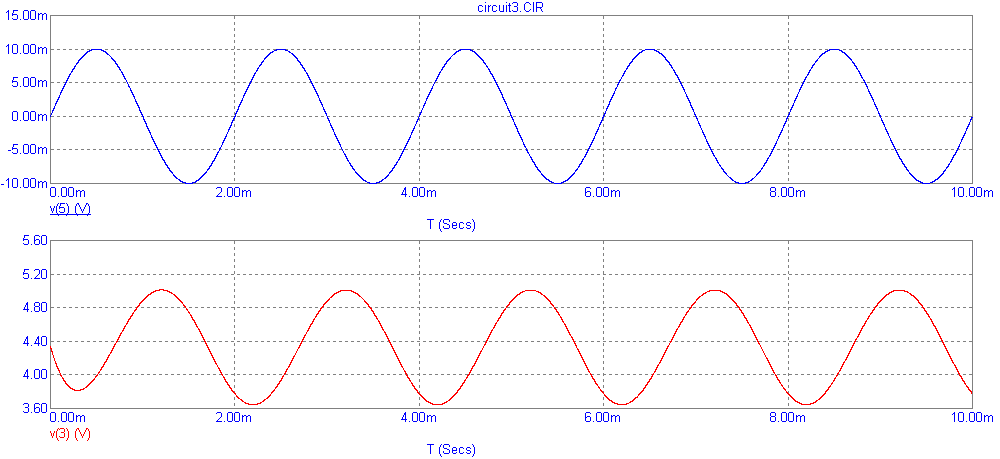 circuit3.CIR
15.00m
10.00m
5.00m
0.00m
-5.00m
-10.00m
0.00m 2.00m 4.00m 6.00m 8.00m 10.00m
v(5) (V)
T (Secs)
5.60
5.20
4.80
4.40
4.00
3.60
0.00m 2.00m 4.00m 6.00m 8.00m 10.00m
v(3) (V)
T (Secs)